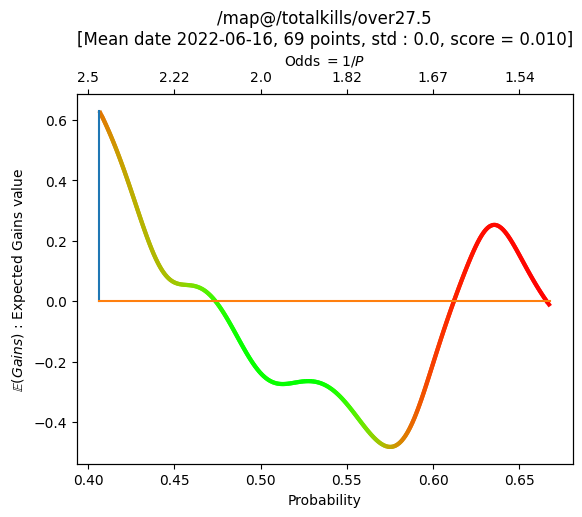 /map@/totalkills/over27.5
[Mean date 2022-06-16, 69 points, std : 0.0, score = 0.010]
Odds = 1/P
2.5 2.22 2.0 1.82 1.67 1.54
0.6
0.4
0.2
0.0
−0.2
−0.4
𝔼(Gains) : Expected Gains value
0.40 0.45 0.50 0.55 0.60 0.65
Probability